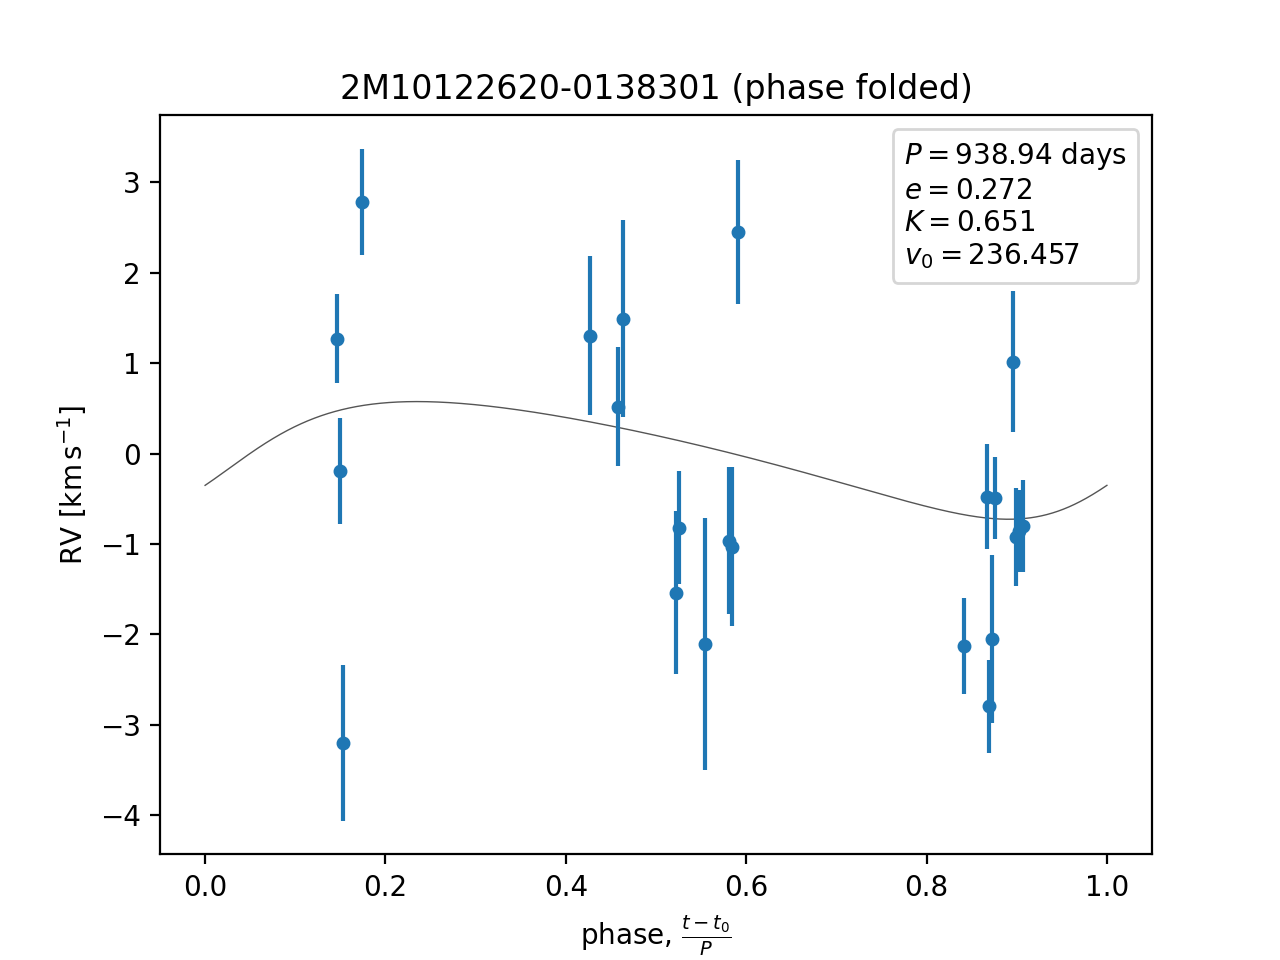 2M10122620-0138301 (phase folded)
P = 938.94 days
e = 0.272
K = 0.651
v₀ = 236.457
RV [km s⁻¹]
3
2
1
0
−1
−2
−3
−4
0.0 0.2 0.4 0.6 0.8 1.0
phase, (t − t₀)/P